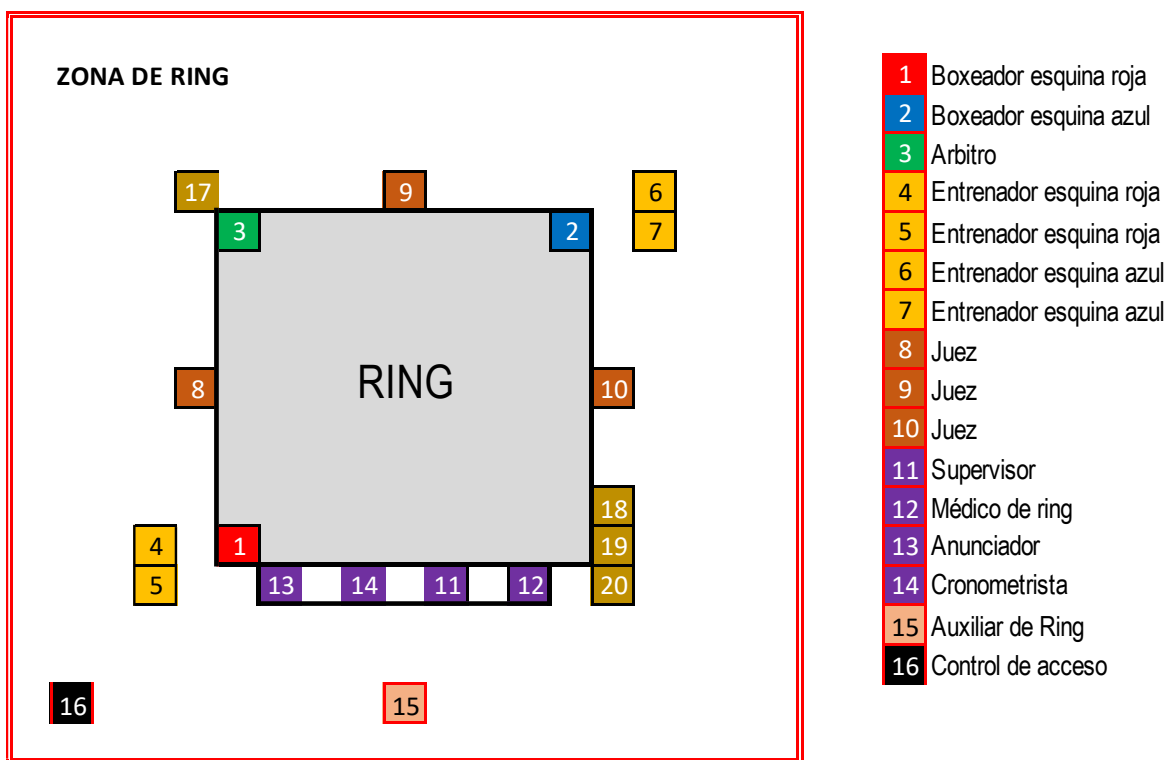 ZONA DE RING
17
9
6
3
2
7
8
RING
10
18
4
1
19
5
13
14
11
12
20
16
15
1 Boxeador esquina roja
2 Boxeador esquina azul
3 Arbitro
4 Entrenador esquina roja
5 Entrenador esquina roja
6 Entrenador esquina azul
7 Entrenador esquina azul
8 Juez
9 Juez
10 Juez
11 Supervisor
12 Médico de ring
13 Anunciador
14 Cronometrista
15 Auxiliar de Ring
16 Control de acceso